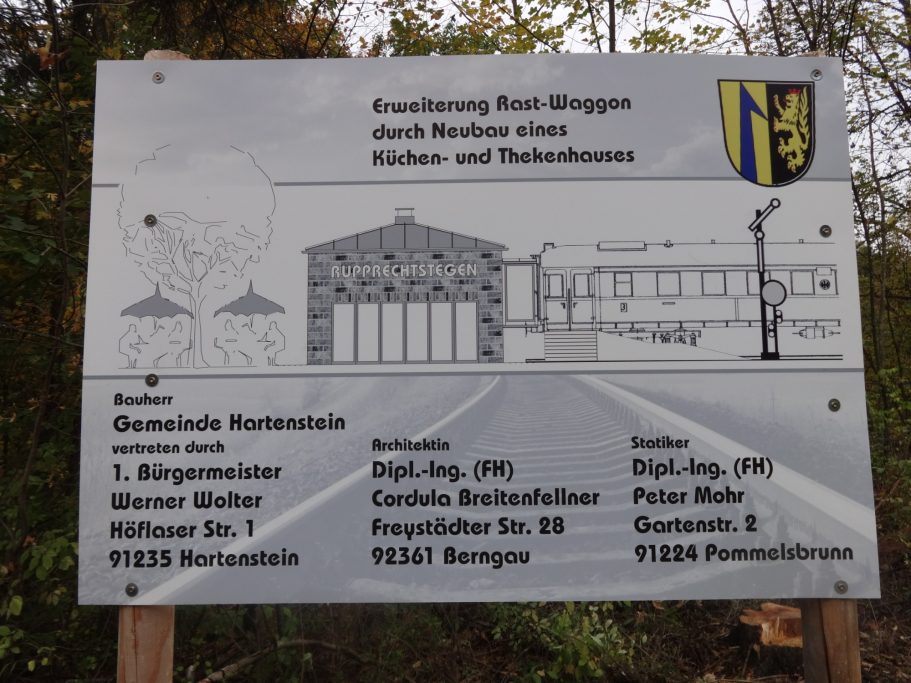 Erweiterung Rast-Waggon
durch Neubau eines
Küchen- und Thekenhauses
RUPPRECHTSTEGEN
Bauherr
Gemeinde Hartenstein
vertreten durch
1. Bürgermeister
Werner Wolter
Höflaser Str. 1
91235 Hartenstein
Architektin
Dipl.-Ing. (FH)
Cordula Breitenfellner
Freystädter Str. 28
92361 Berngau
Statiker
Dipl.-Ing. (FH)
Peter Mohr
Gartenstr. 2
91224 Pommelsbrunn